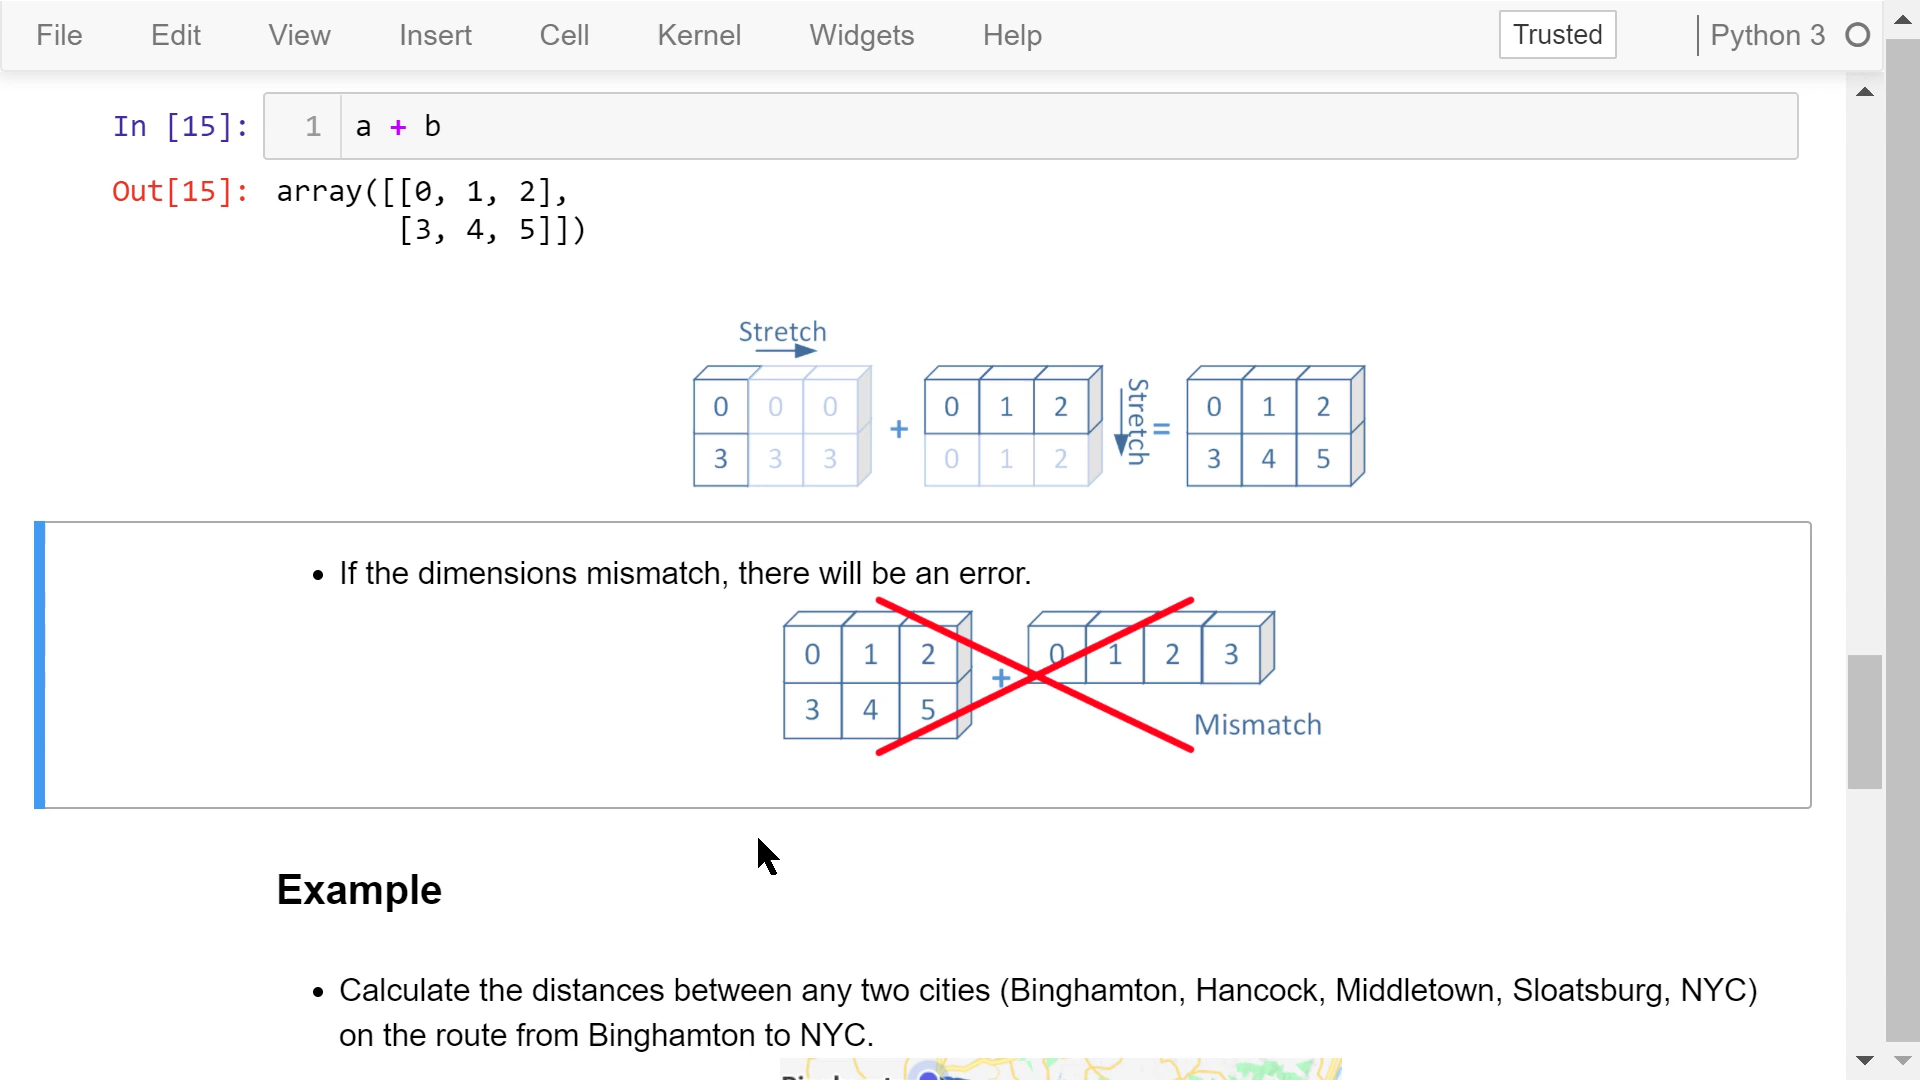 File Edit View Insert Cell Kernel Widgets Help Trusted Python 3
In [15]: 1 a + b
Out[15]: array([[0, 1, 2],
[3, 4, 5]])
Stretch
0 0 0 + 0 1 2 Stretch = 0 1 2
3 3 3 0 1 2 3 4 5
• If the dimensions mismatch, there will be an error.
0 1 2 + 0 1 2 3
3 4 5 Mismatch
Example
• Calculate the distances between any two cities (Binghamton, Hancock, Middletown, Sloatsburg, NYC)
on the route from Binghamton to NYC.